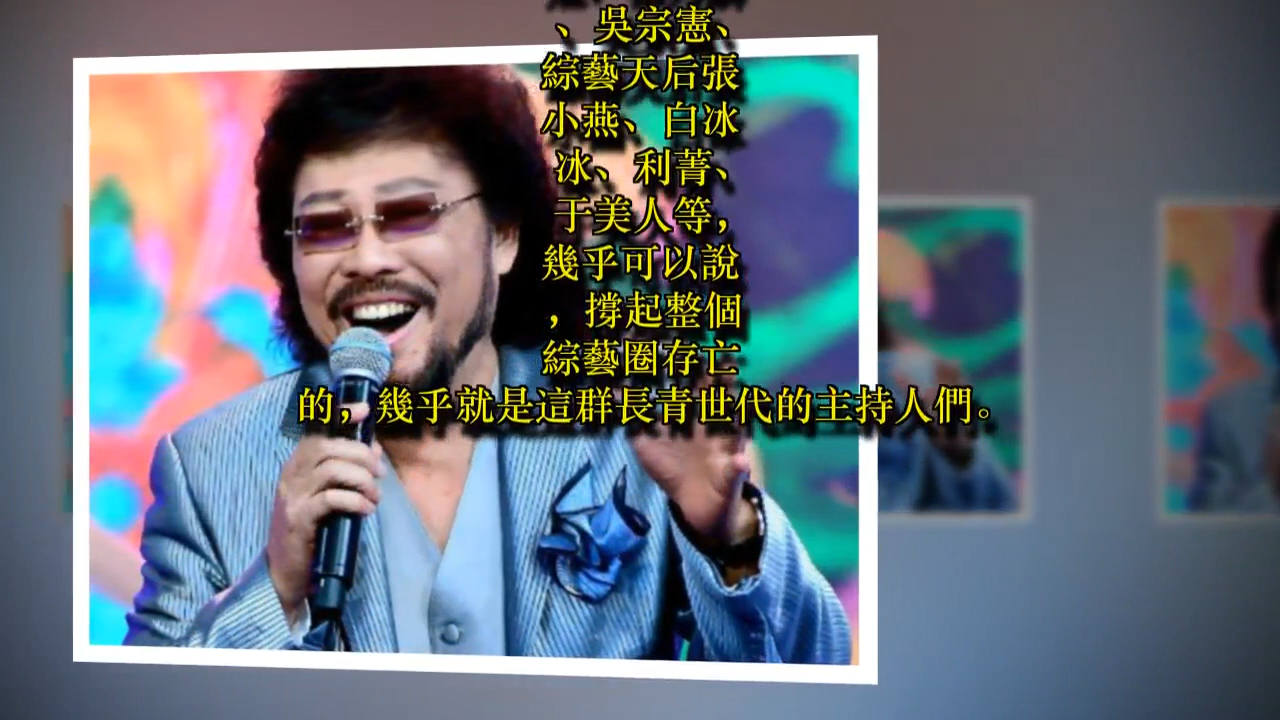 、吳宗憲、
綜藝天后張
小燕、白冰
冰、利菁、
于美人等，
幾乎可以說
，撐起整個
綜藝圈存亡
的，幾乎就是這群長青世代的主持人們。